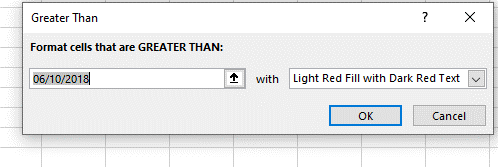 Greater Than
? ×
Format cells that are GREATER THAN:
06/10/2018 with Light Red Fill with Dark Red Text
OK Cancel